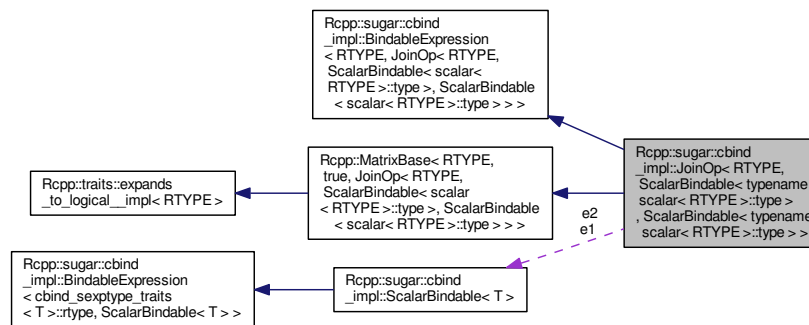 Rcpp::sugar::cbind
_impl::BindableExpression
< RTYPE, JoinOp< RTYPE,
ScalarBindable< scalar<
RTYPE >::type >, ScalarBindable
< scalar< RTYPE >::type > > >
Rcpp::traits::expands
_to_logical__impl< RTYPE >
Rcpp::MatrixBase< RTYPE,
true, JoinOp< RTYPE,
ScalarBindable< scalar
< RTYPE >::type >, ScalarBindable
< scalar< RTYPE >::type > > >
Rcpp::sugar::cbind
_impl::JoinOp< RTYPE,
ScalarBindable< typename
scalar< RTYPE >::type >
, ScalarBindable< typename
scalar< RTYPE >::type > >
e2
e1
Rcpp::sugar::cbind
_impl::BindableExpression
< cbind_sexptype_traits
< T >::rtype, ScalarBindable< T > >
Rcpp::sugar::cbind
_impl::ScalarBindable< T >